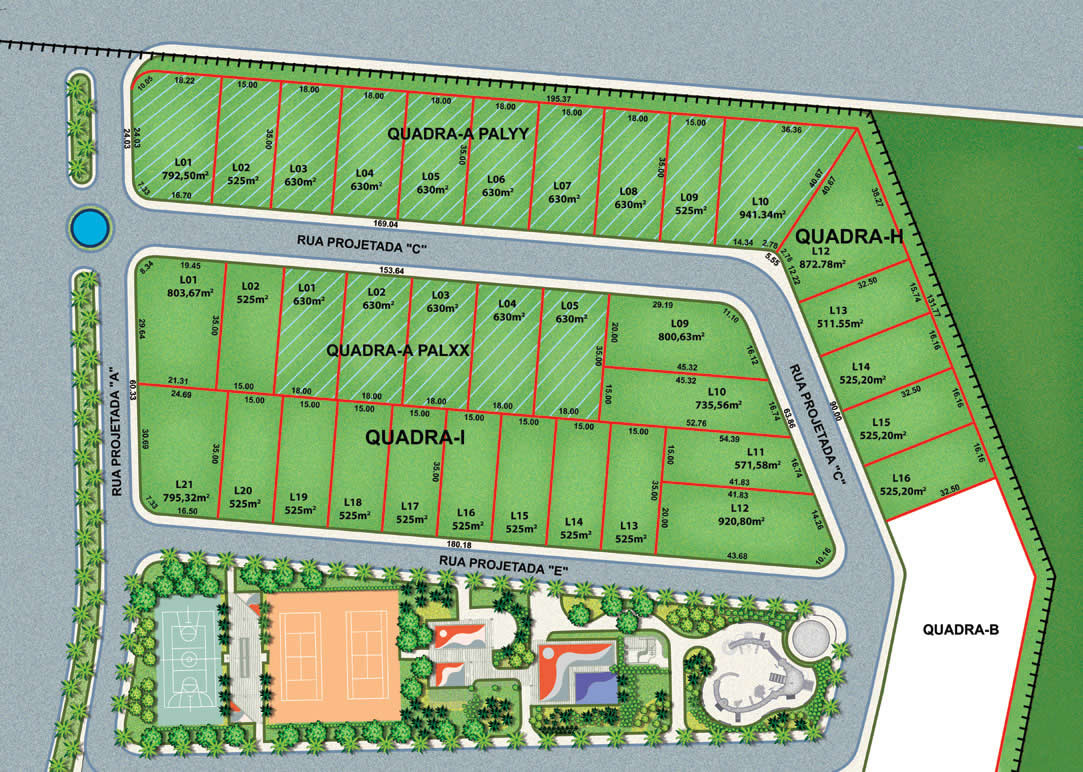 10.05
18.22
15.00
18.00
18.00
18.00
18.00
195.37
18.00
18.00
15.00
36.36
QUADRA-A PALYY
24.03
24.03
35.00
35.00
35.00
L01
792,50m²
L02
525m²
L03
630m²
L04
630m²
L05
630m²
L06
630m²
L07
630m²
L08
630m²
L09
525m²
L10
941.34m²
7.33
16.70
169.04
14.34
2.78
40.67
40.67
38.27
QUADRA-H
2.78
5.55
12.22
L12
872.78m²
32.50
15.74
131.77
L13
511.55m²
16.16
L14
525,20m²
32.50
16.16
L15
525,20m²
16.16
L16
525,20m²
32.50
90.00
RUA PROJETADA "C"
153.64
8.34
19.45
L01
803,67m²
L02
525m²
L01
630m²
L02
630m²
L03
630m²
L04
630m²
L05
630m²
29.64
35.00
20.00
35.00
QUADRA-A PALXX
29.19
11.10
L09
800,63m²
16.12
45.32
45.32
L10
735,56m²
15.00
16.74
63.86
52.76
RUA PROJETADA "C"
21.31
15.00
18.00
18.00
18.00
18.00
18.00
24.69
15.00
15.00
15.00
15.00
15.00
15.00
15.00
QUADRA-I
60.33
RUA PROJETADA "A"
30.69
35.00
35.00
35.00
15.00
54.39
L11
571,58m²
16.74
41.83
41.83
L12
920,80m²
20.00
14.26
43.68
10.16
L21
795,32m²
L20
525m²
L19
525m²
L18
525m²
L17
525m²
L16
525m²
L15
525m²
L14
525m²
L13
525m²
7.33
16.50
180.18
RUA PROJETADA "E"
QUADRA-B